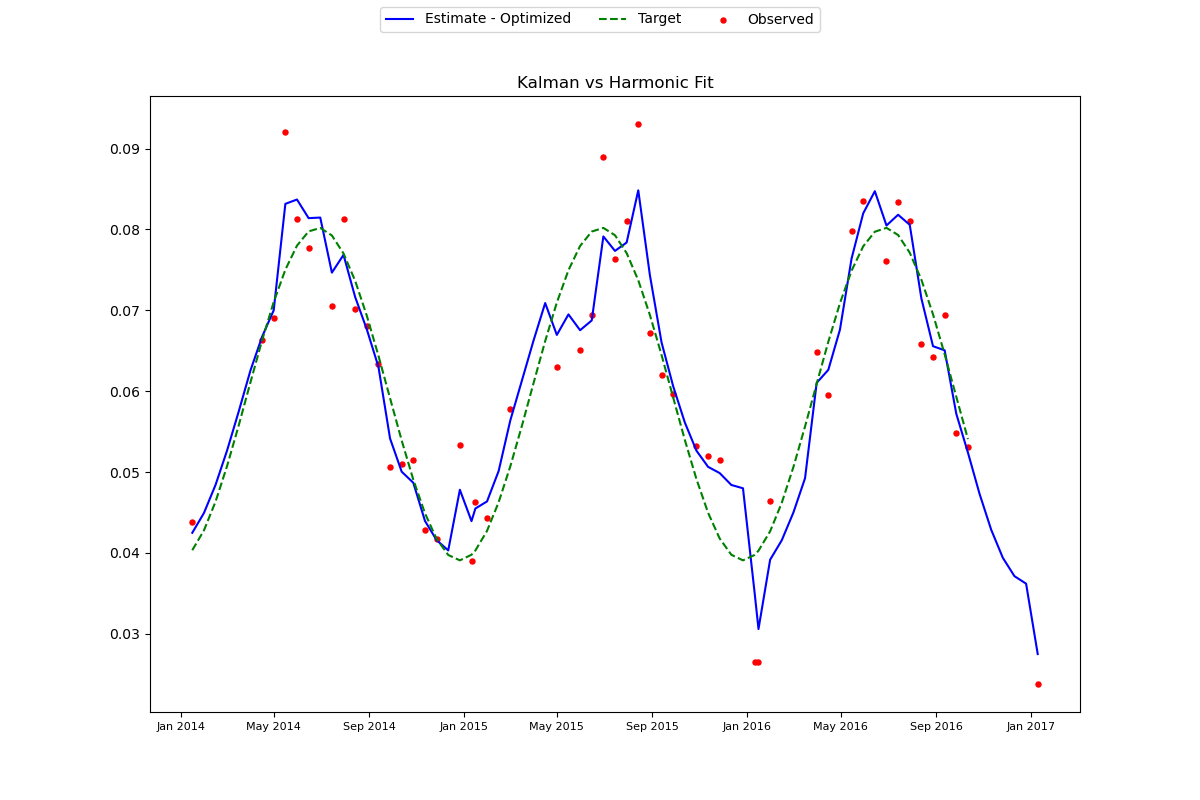 Estimate - Optimized Target Observed
Kalman vs Harmonic Fit
0.09
0.08
0.07
0.06
0.05
0.04
0.03
Jan 2014 May 2014 Sep 2014 Jan 2015 May 2015 Sep 2015 Jan 2016 May 2016 Sep 2016 Jan 2017